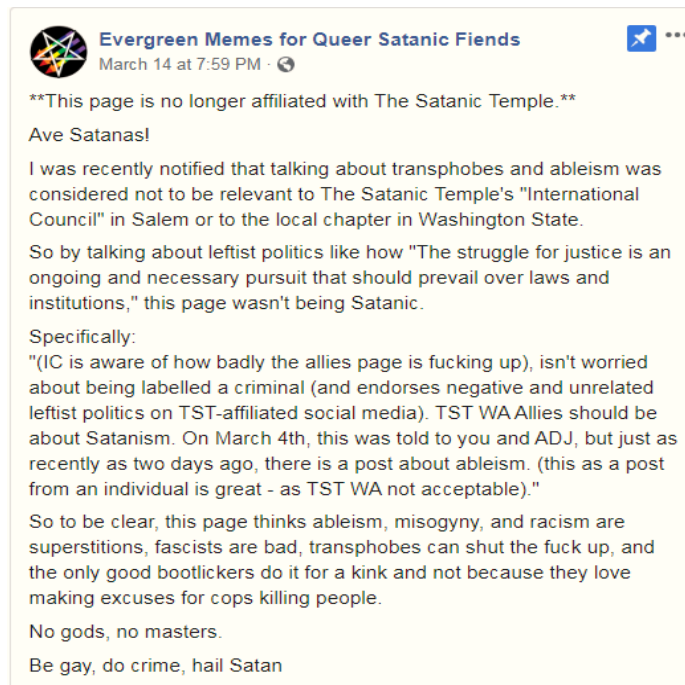 Evergreen Memes for Queer Satanic Fiends
March 14 at 7:59 PM ·
**This page is no longer affiliated with The Satanic Temple.**
Ave Satanas!
I was recently notified that talking about transphobes and ableism was
considered not to be relevant to The Satanic Temple's "International
Council" in Salem or to the local chapter in Washington State.
So by talking about leftist politics like how "The struggle for justice is an
ongoing and necessary pursuit that should prevail over laws and
institutions," this page wasn't being Satanic.
Specifically:
"(IC is aware of how badly the allies page is fucking up), isn't worried
about being labelled a criminal (and endorses negative and unrelated
leftist politics on TST-affiliated social media). TST WA Allies should be
about Satanism. On March 4th, this was told to you and ADJ, but just as
recently as two days ago, there is a post about ableism. (this as a post
from an individual is great - as TST WA not acceptable)."
So to be clear, this page thinks ableism, misogyny, and racism are
superstitions, fascists are bad, transphobes can shut the fuck up, and
the only good bootlickers do it for a kink and not because they love
making excuses for cops killing people.
No gods, no masters.
Be gay, do crime, hail Satan